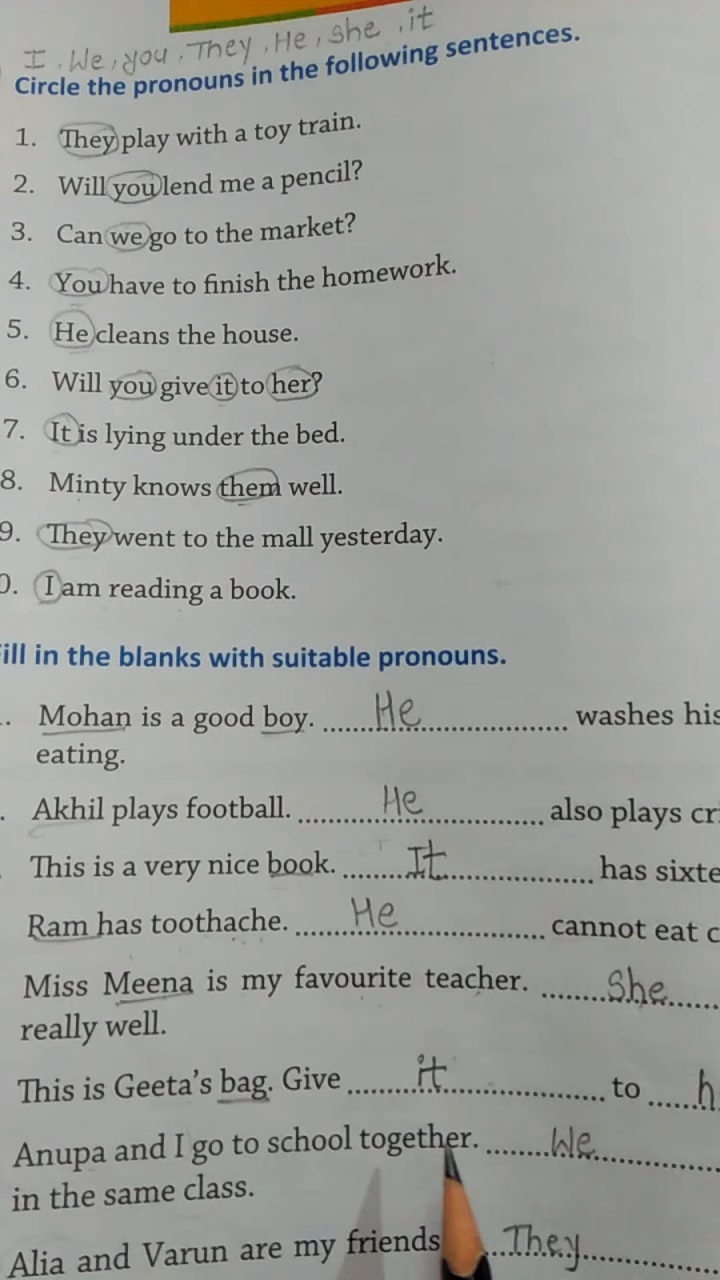 I, We, you, They, He, she, it
Circle the pronouns in the following sentences.
1. They play with a toy train.
2. Will you lend me a pencil?
3. Can we go to the market?
4. You have to finish the homework.
5. He cleans the house.
6. Will you give it to her?
7. It is lying under the bed.
8. Minty knows them well.
9. They went to the mall yesterday.
0. I am reading a book.
ill in the blanks with suitable pronouns.
. Mohan is a good boy. ......He...... washes his
eating.
. Akhil plays football. ......He...... also plays cr
This is a very nice book. ......It...... has sixte
Ram has toothache. ......He...... cannot eat c
Miss Meena is my favourite teacher. ......She......
really well.
This is Geeta's bag. Give ......it...... to ......h
Anupa and I go to school together. ......We......
in the same class.
Alia and Varun are my friends ......They......